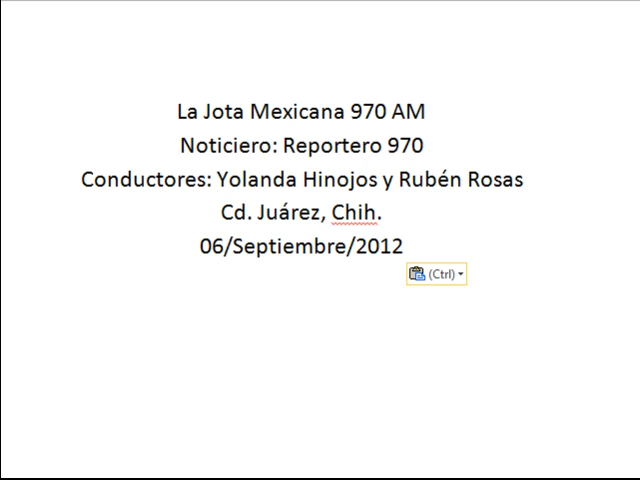 La Jota Mexicana 970 AM
Noticiero: Reportero 970
Conductores: Yolanda Hinojos y Rubén Rosas
Cd. Juárez, Chih.
06/Septiembre/2012
(Ctrl)